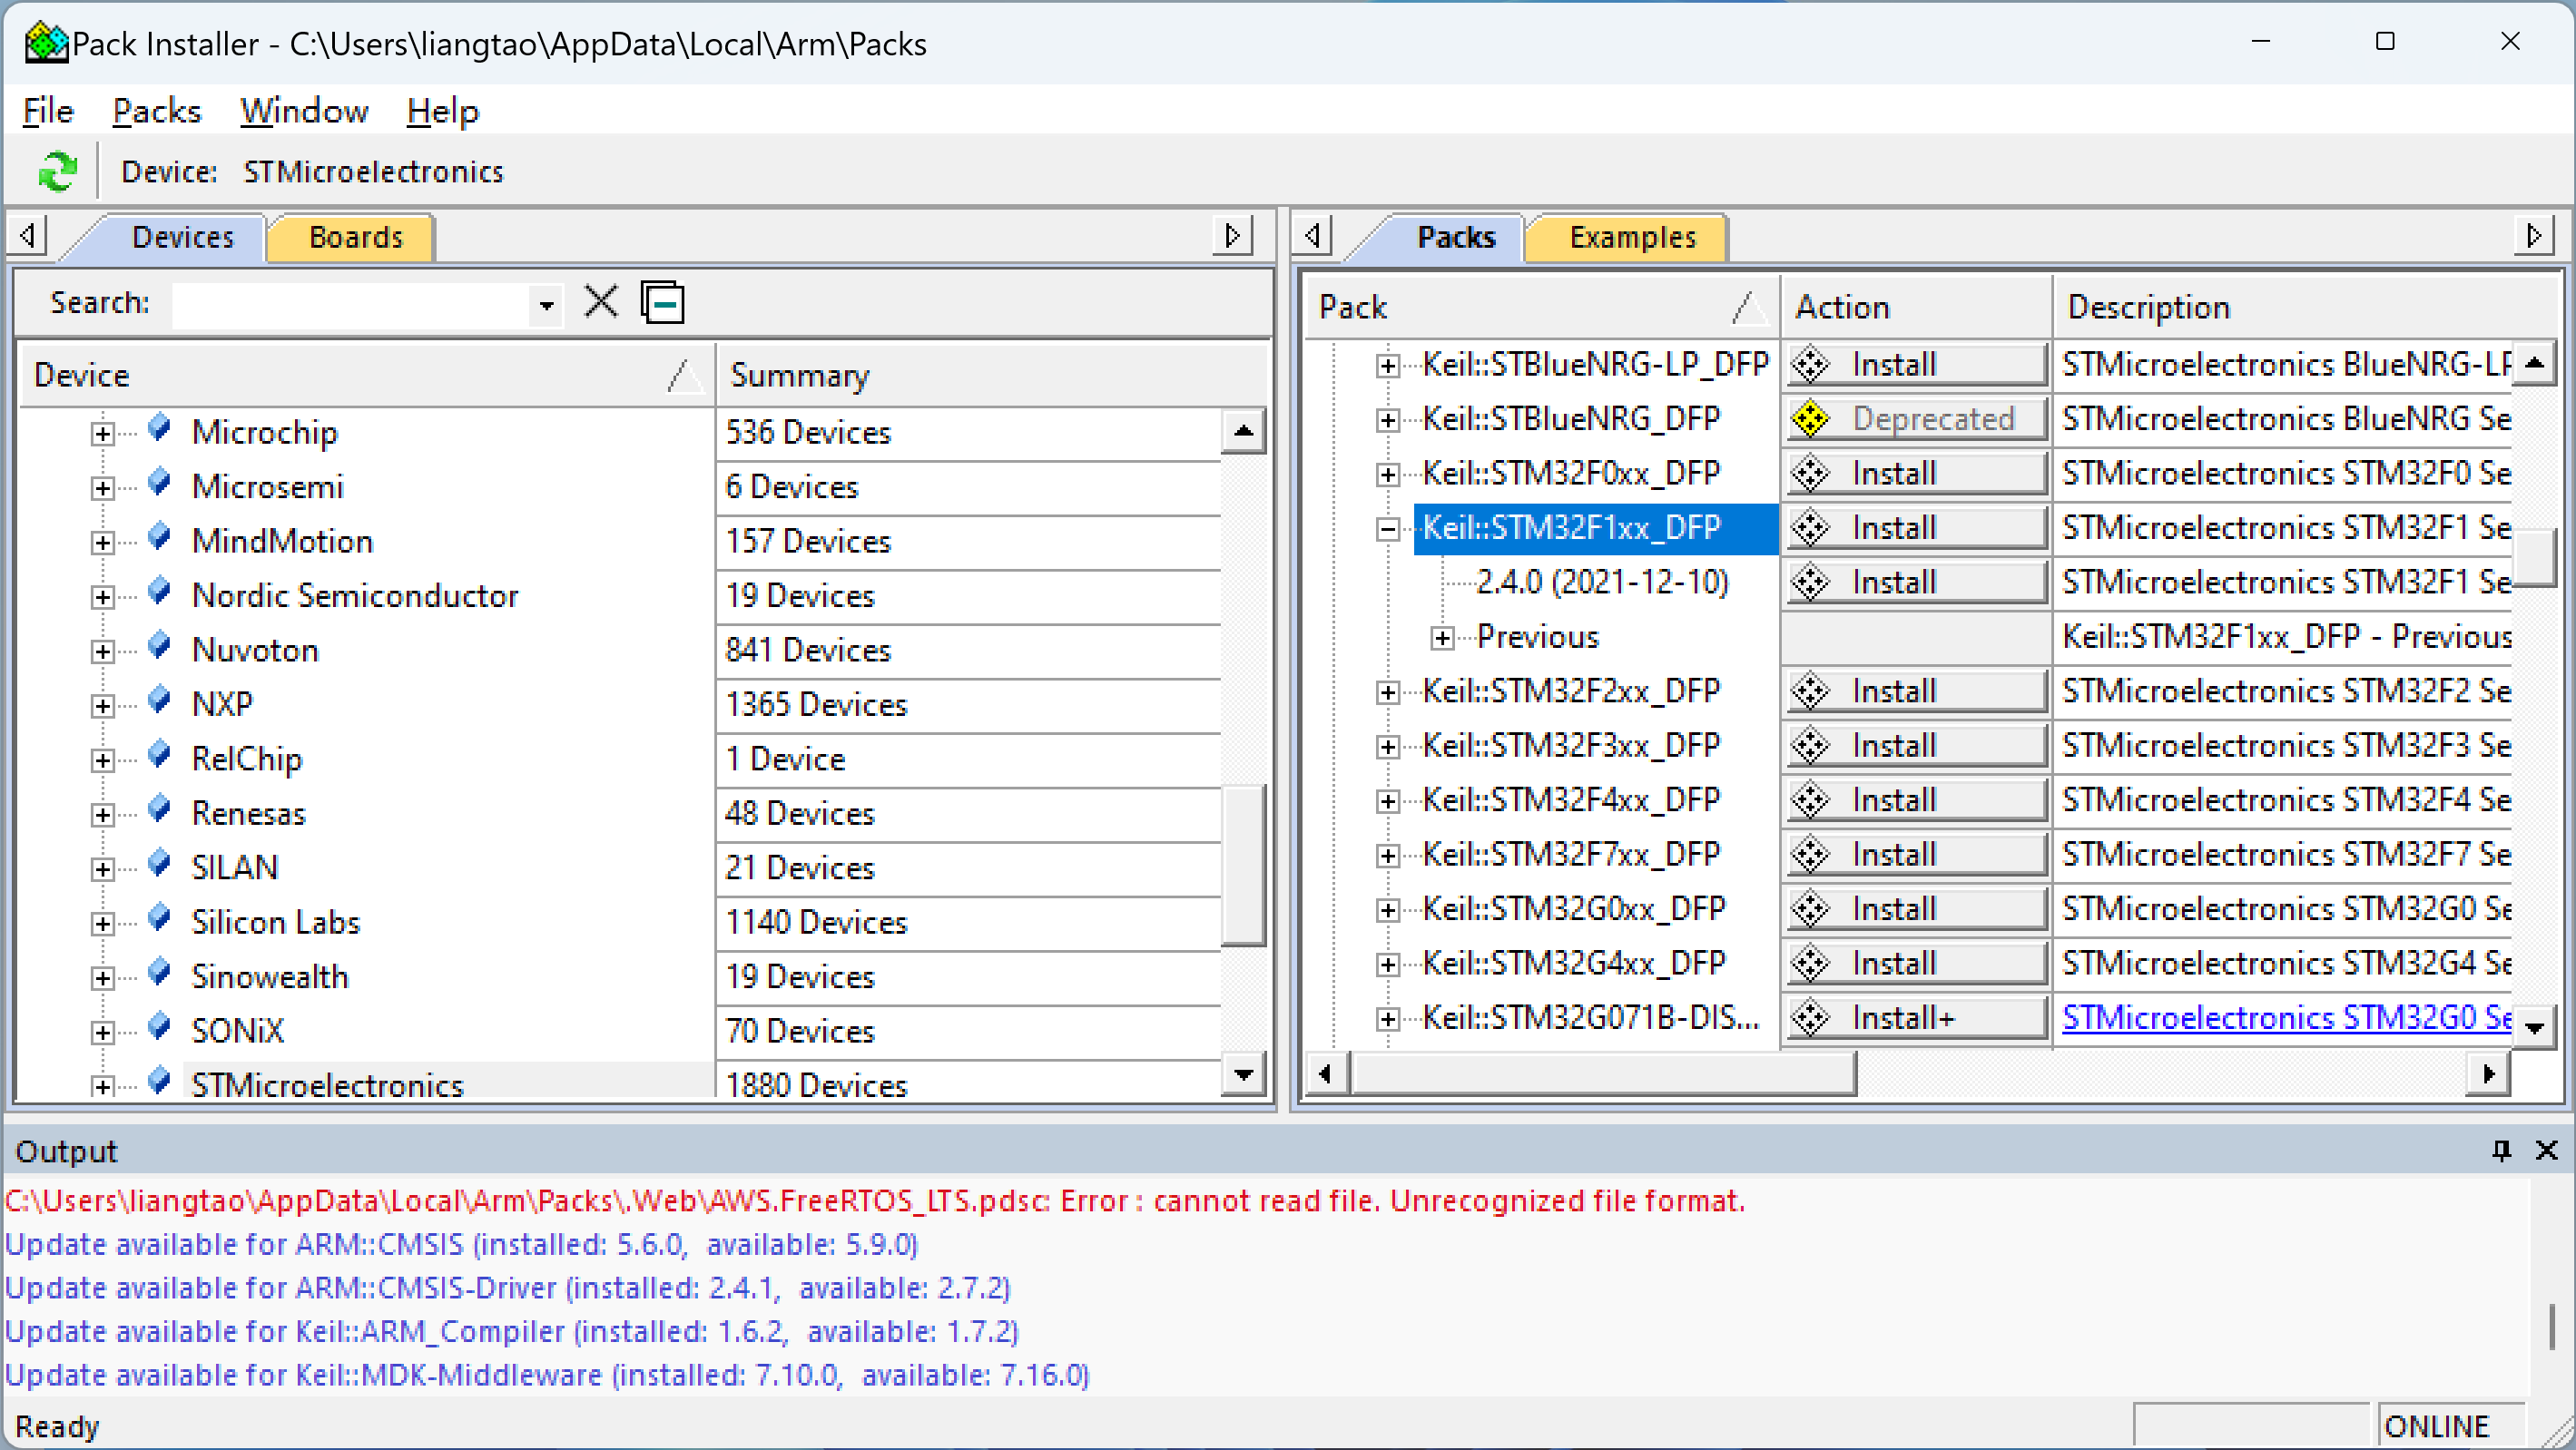 Pack Installer - C:\Users\liangtao\AppData\Local\Arm\Packs
File Packs Window Help
Device: STMicroelectronics
Devices Boards
Search:
Device Summary
Microchip 536 Devices
Microsemi 6 Devices
MindMotion 157 Devices
Nordic Semiconductor 19 Devices
Nuvoton 841 Devices
NXP 1365 Devices
RelChip 1 Device
Renesas 48 Devices
SILAN 21 Devices
Silicon Labs 1140 Devices
Sinowealth 19 Devices
SONiX 70 Devices
STMicroelectronics 1880 Devices
Packs Examples
Pack Action Description
Keil::STBlueNRG-LP_DFP Install STMicroelectronics BlueNRG-LP
Keil::STBlueNRG_DFP Deprecated STMicroelectronics BlueNRG Se
Keil::STM32F0xx_DFP Install STMicroelectronics STM32F0 Se
Keil::STM32F1xx_DFP Install STMicroelectronics STM32F1 Se
2.4.0 (2021-12-10) Install STMicroelectronics STM32F1 Se
Previous Keil::STM32F1xx_DFP - Previous
Keil::STM32F2xx_DFP Install STMicroelectronics STM32F2 Se
Keil::STM32F3xx_DFP Install STMicroelectronics STM32F3 Se
Keil::STM32F4xx_DFP Install STMicroelectronics STM32F4 Se
Keil::STM32F7xx_DFP Install STMicroelectronics STM32F7 Se
Keil::STM32G0xx_DFP Install STMicroelectronics STM32G0 Se
Keil::STM32G4xx_DFP Install STMicroelectronics STM32G4 Se
Keil::STM32G071B-DIS... Install+ STMicroelectronics STM32G0 Se
Output
C:\Users\liangtao\AppData\Local\Arm\Packs\.Web\AWS.FreeRTOS_LTS.pdsc: Error : cannot read file. Unrecognized file format.
Update available for ARM::CMSIS (installed: 5.6.0, available: 5.9.0)
Update available for ARM::CMSIS-Driver (installed: 2.4.1, available: 2.7.2)
Update available for Keil::ARM_Compiler (installed: 1.6.2, available: 1.7.2)
Update available for Keil::MDK-Middleware (installed: 7.10.0, available: 7.16.0)
Ready ONLINE